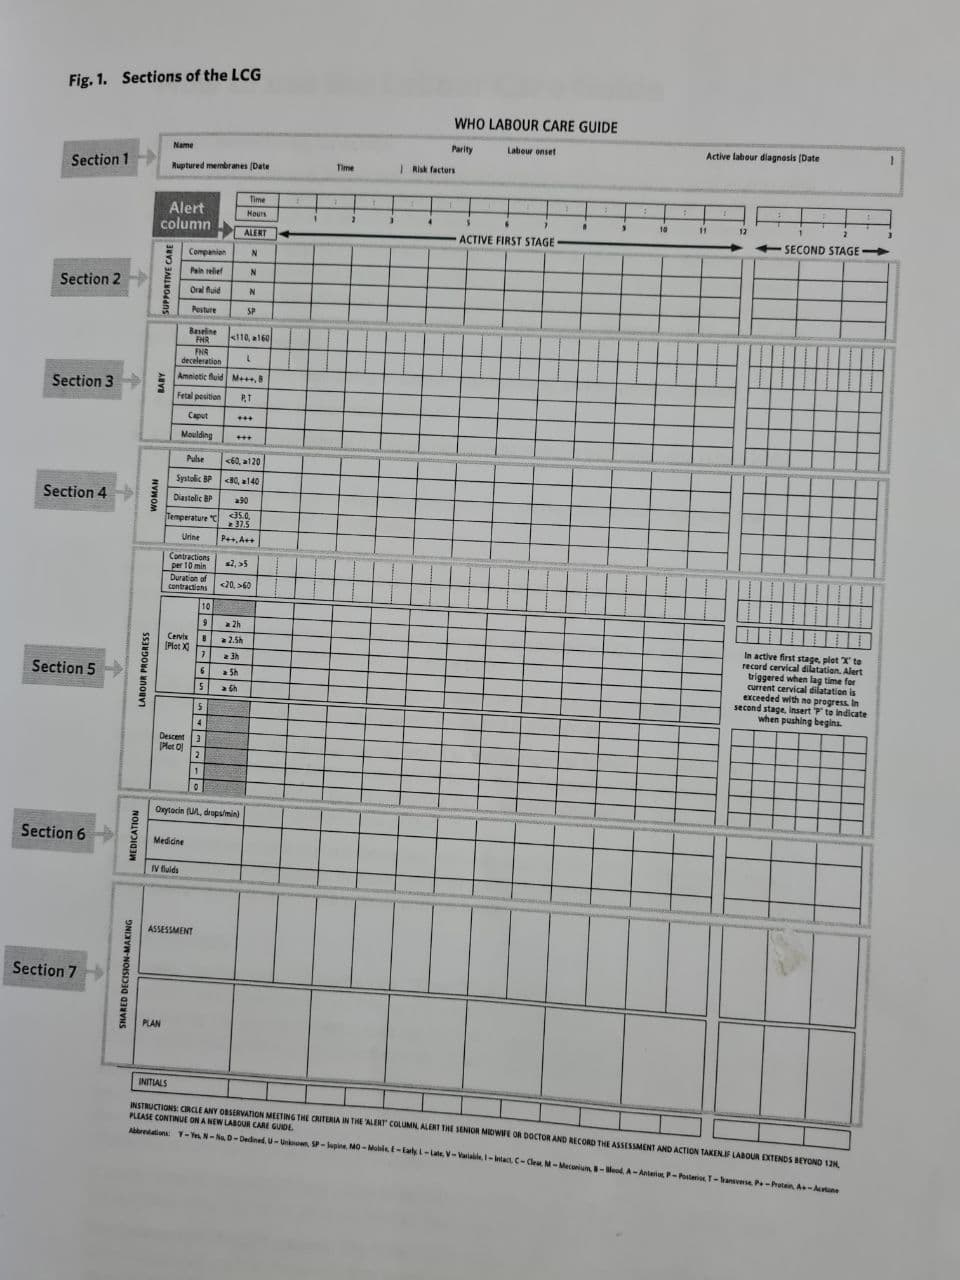 Fig. 1. Sections of the LCG
WHO LABOUR CARE GUIDE
Section 1
Name
Parity
Labour onset
Active labour diagnosis [Date
]
Ruptured membranes [Date
Time
]
Risk factors
Alert
column
Time : : : : : : : : : : : : : : :
Hours 1 2 3 4 5 6 7 8 9 10 11 12 1 2 3
ALERT
ACTIVE FIRST STAGE
SECOND STAGE
Section 2
SUPPORTIVE CARE
Companion N
Pain relief N
Oral fluid N
Posture SP
Section 3
BABY
Baseline
FHR
<110, ≥160
FHR
deceleration
L
Amniotic fluid M+++, B
Fetal position P, T
Caput +++
Moulding +++
Section 4
WOMAN
Pulse <60, ≥120
Systolic BP <80, ≥140
Diastolic BP ≥90
Temperature °C
<35.0,
≥ 37.5
Urine P++, A++
Section 5
LABOUR PROGRESS
Contractions
per 10 min
≤2, >5
Duration of
contractions
<20, >60
Cervix
[Plot X]
10
9 ≥ 2h
8 ≥ 2.5h
7 ≥ 3h
6 ≥ 5h
5 ≥ 6h
Descent
[Plot O]
5
4
3
2
1
0
In active first stage, plot 'X' to
record cervical dilatation. Alert
triggered when lag time for
current cervical dilatation is
exceeded with no progress. In
second stage, insert 'P' to indicate
when pushing begins.
Section 6
MEDICATION
Oxytocin (U/L, drops/min)
Medicine
IV fluids
Section 7
SHARED DECISION-MAKING
ASSESSMENT
PLAN
INITIALS
INSTRUCTIONS: CIRCLE ANY OBSERVATION MEETING THE CRITERIA IN THE 'ALERT' COLUMN, ALERT THE SENIOR MIDWIFE OR DOCTOR AND RECORD THE ASSESSMENT AND ACTION TAKEN.IF LABOUR EXTENDS BEYOND 12H,
PLEASE CONTINUE ON A NEW LABOUR CARE GUIDE.
Abbreviations: Y – Yes, N – No, D – Declined, U – Unknown, SP – Supine, MO – Mobile, E – Early, L – Late, V – Variable, I – Intact, C – Clear, M – Meconium, B – Blood, A – Anterior, P – Posterior, T – Transverse, P+ – Protein, A+ – Acetone